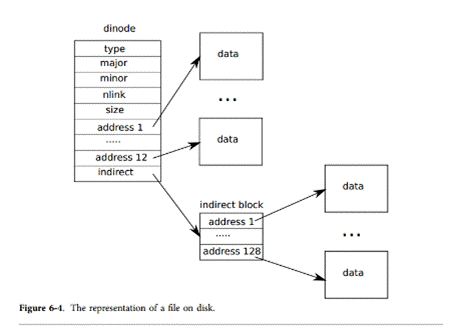 dinode
type
major
minor
nlink
size
address 1
.....
address 12
indirect
data
...
data
indirect block
address 1
.....
address 128
data
...
data
Figure 6-4. The representation of a file on disk.